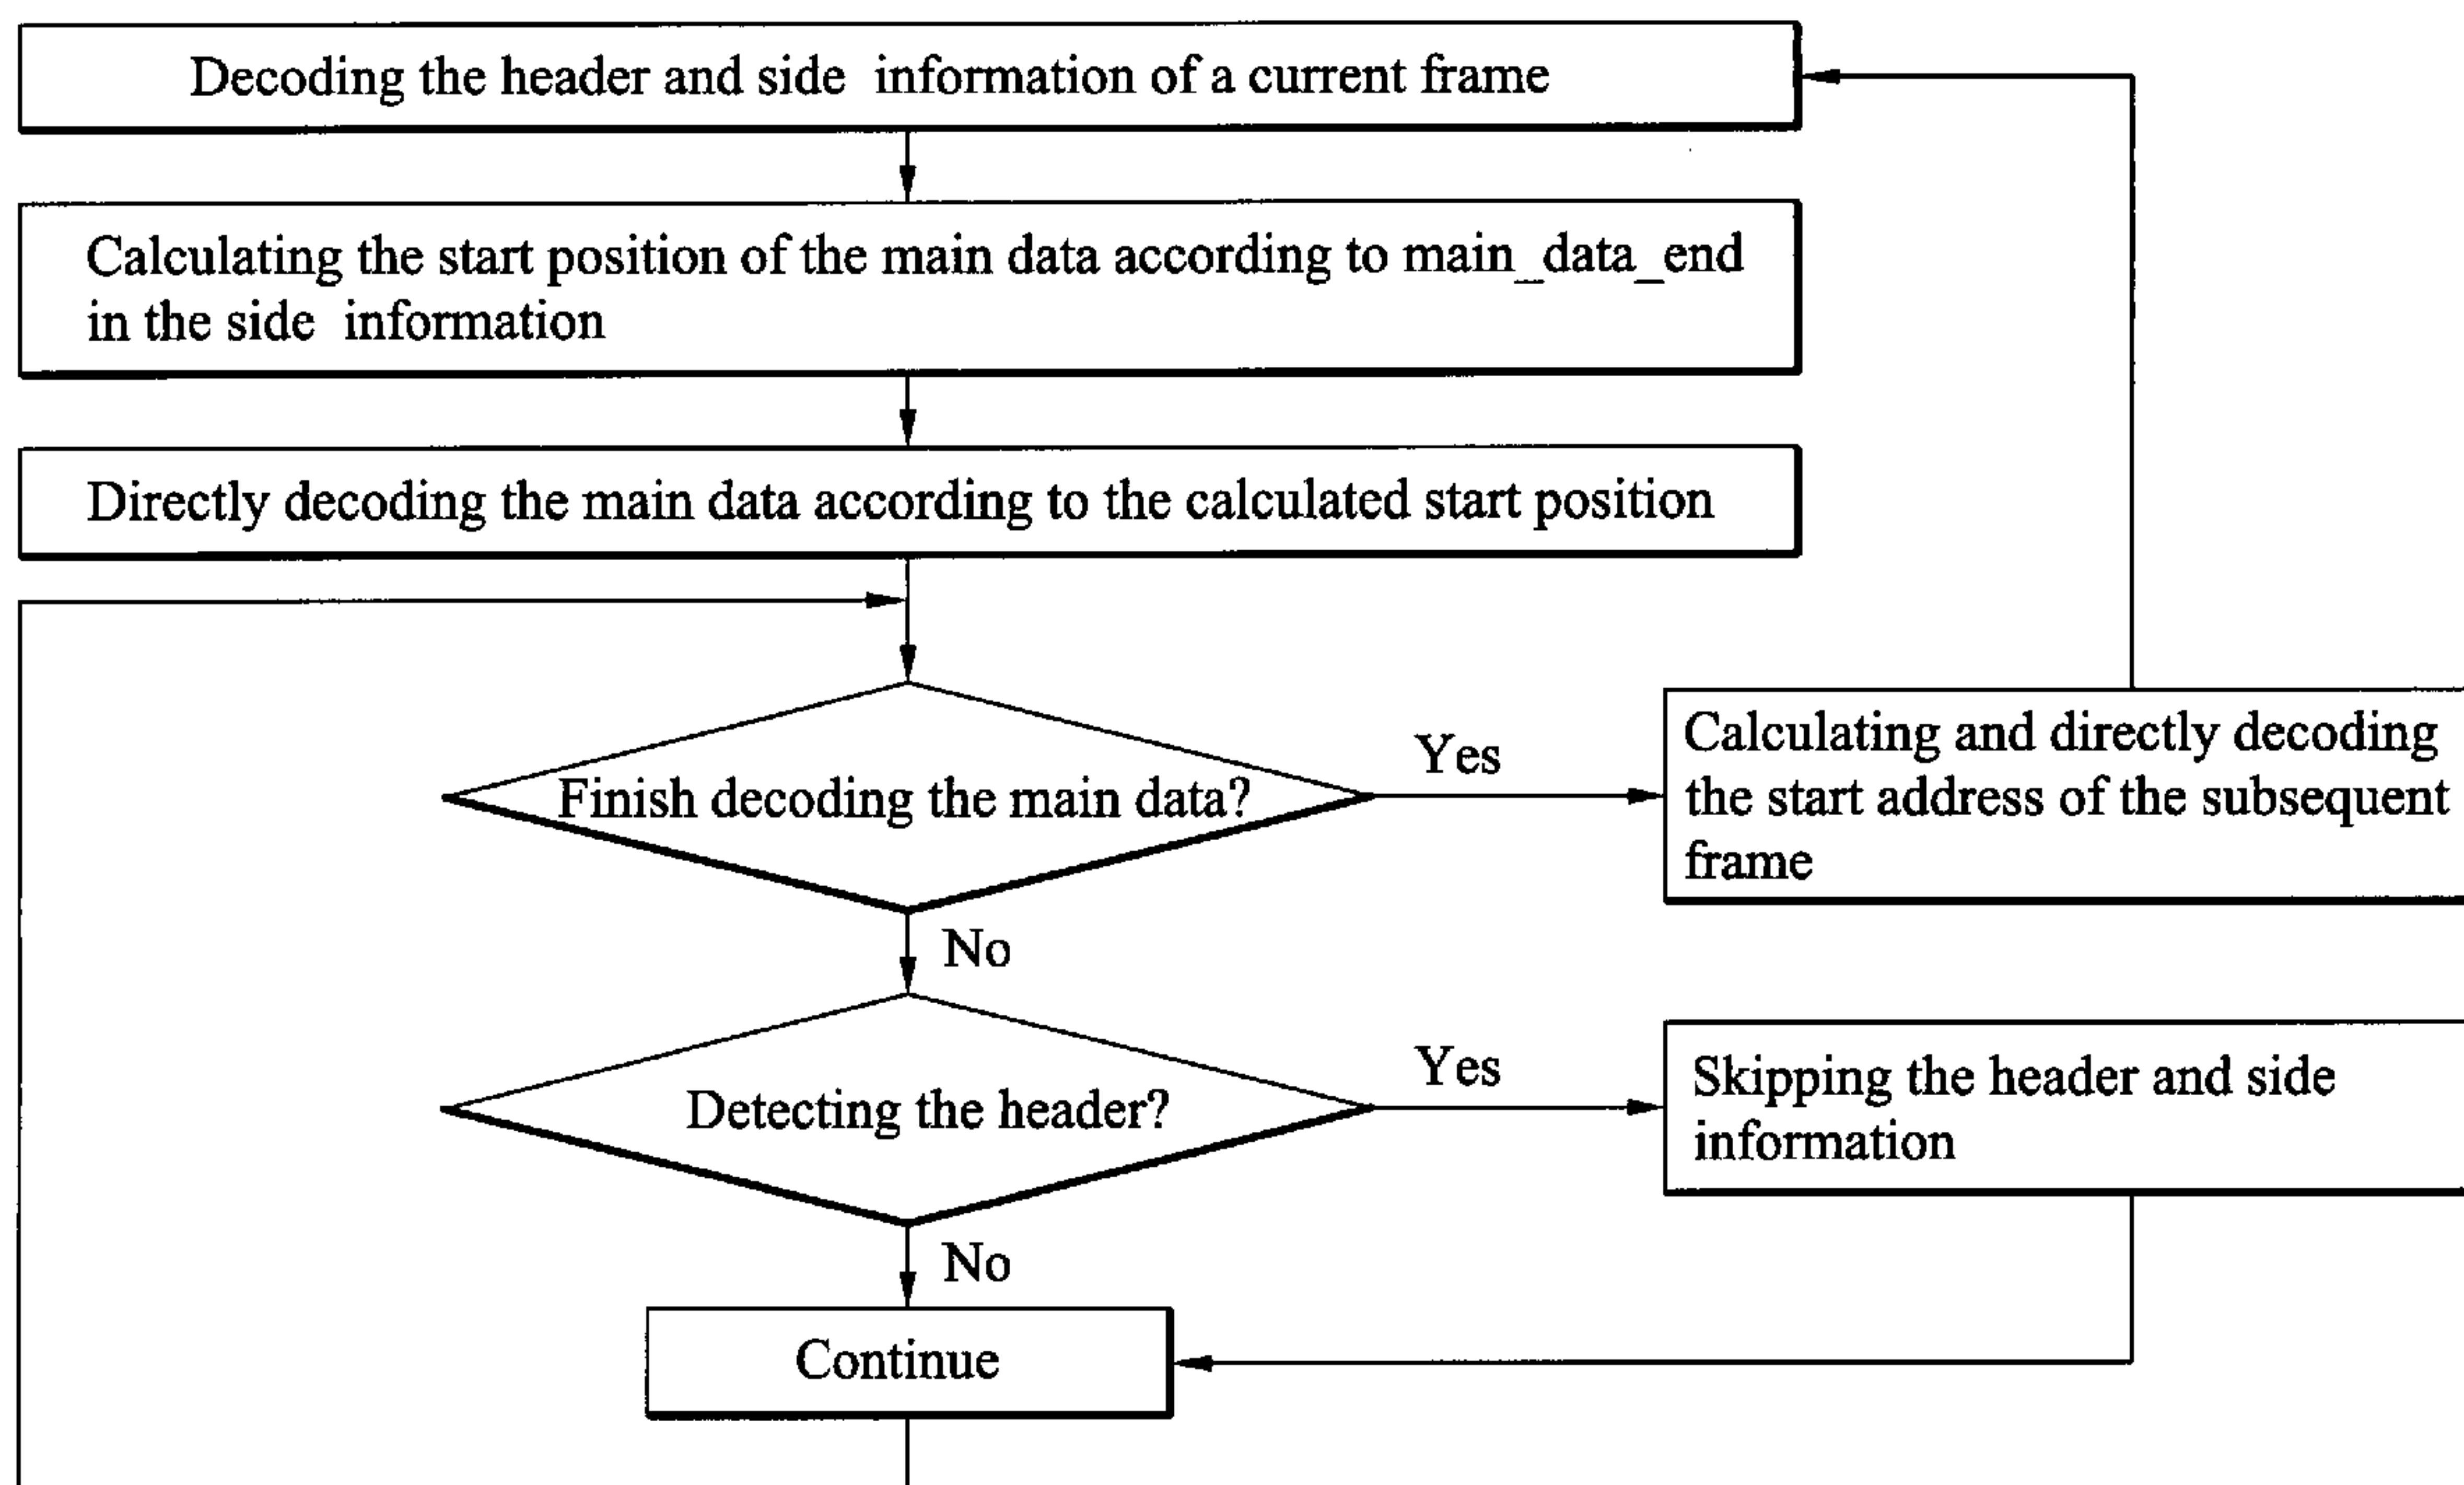 Decoding the header and side information of a current frame
Calculating the start position of the main data according to main_data_end
in the side information
Directly decoding the main data according to the calculated start position
Finish decoding the main data?
Yes
Calculating and directly decoding
the start address of the subsequent
frame
No
Detecting the header?
Yes
Skipping the header and side
information
No
Continue